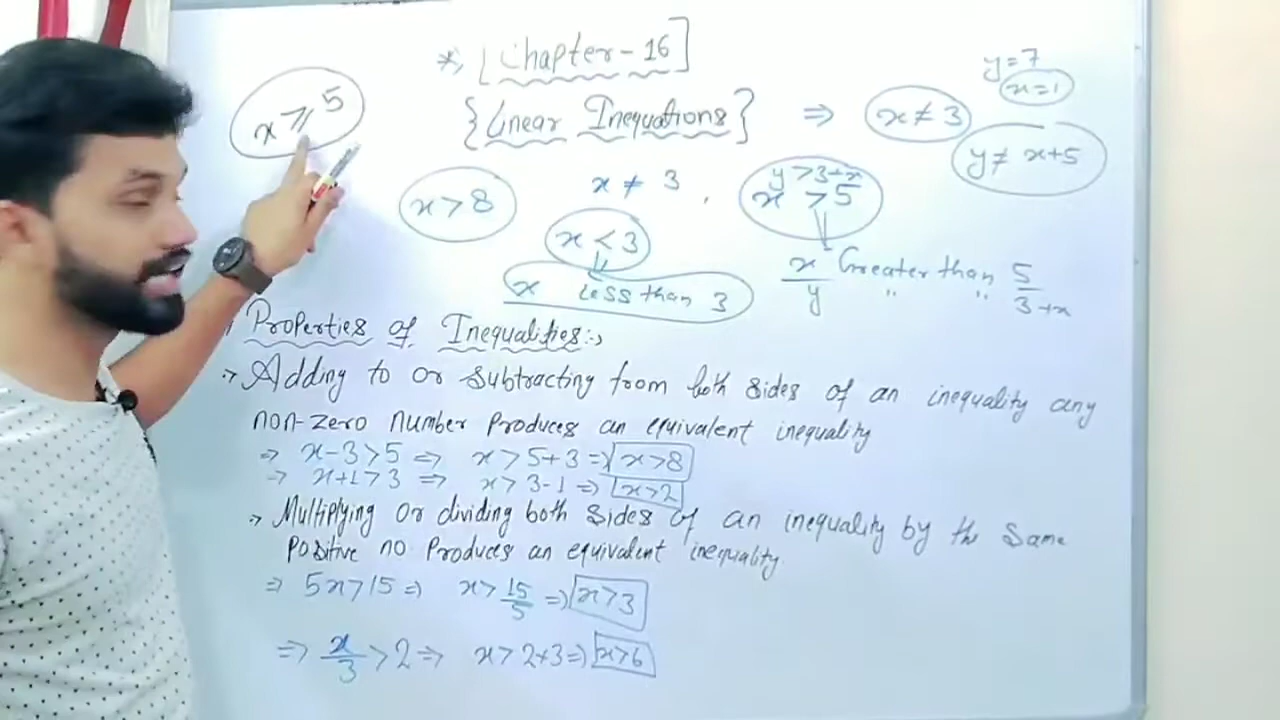 *, [Chapter-16]
{Linear Inequations} ⇒ x ≠ 3
y=7
x=1
y ≠ x+5
x ⩾ 5
x > 8
x ≠ 3 ,
y > 3+x
x > 5
x < 3
x Less than 3
x Greater than 5
y " " 3+x
Properties of Inequalities:→
Adding to or Subtracting from both sides of an inequality any
non-zero number produces an equivalent inequality
⇒ x-3>5 ⇒ x>5+3 ⇒ x>8
⇒ x+1>3 ⇒ x>3-1 ⇒ x>2
Multiplying or dividing both sides of an inequality by the same
Positive no Produces an equivalent inequality.
⇒ 5x>15 ⇒ x> 15/5 ⇒ x>3
⇒ x/3 >2 ⇒ x>2×3 ⇒ x>6